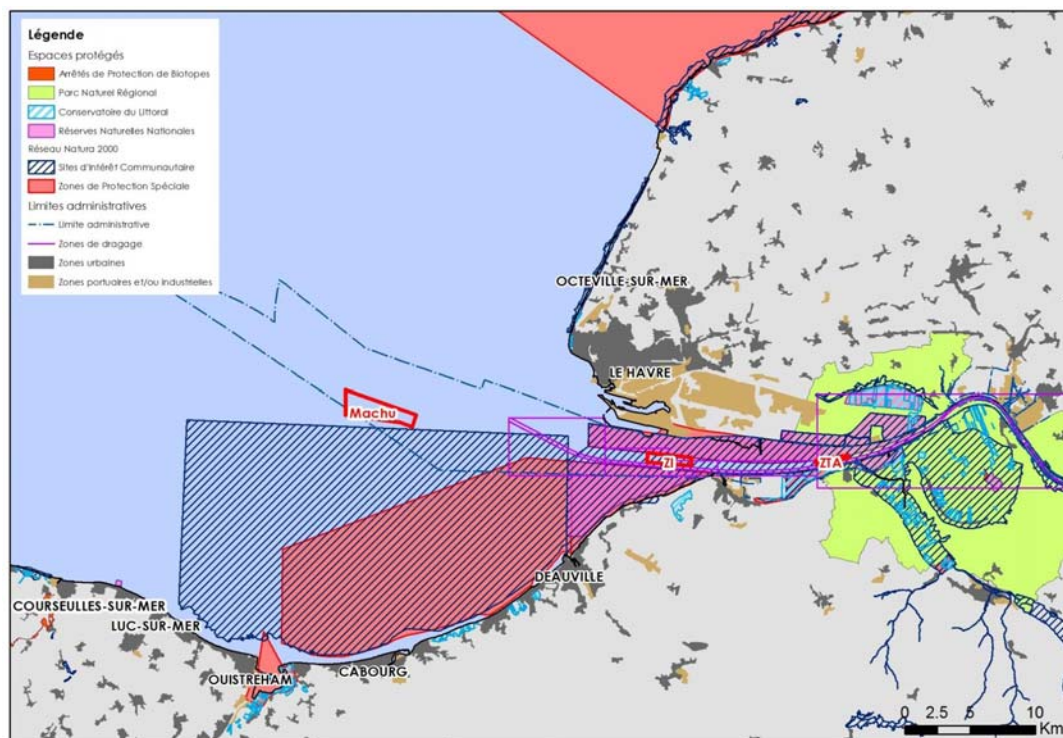 Légende
Espaces protégés
Arrêtés de Protection de Biotopes
Parc Naturel Régional
Conservatoire du Littoral
Réserves Naturelles Nationales
Réseau Natura 2000
Sites d'Intérêt Communautaire
Zones de Protection Spéciale
Limites administratives
Limite administrative
Zones de dragage
Zones urbaines
Zones portuaires et/ou industrielles
OCTEVILLE-SUR-MER
LE HAVRE
Machu
ZI
ZTA
DEAUVILLE
COURSEULLES-SUR-MER
LUC-SUR-MER
CABOURG
OUISTREHAM
0 2.5 5 10
Km